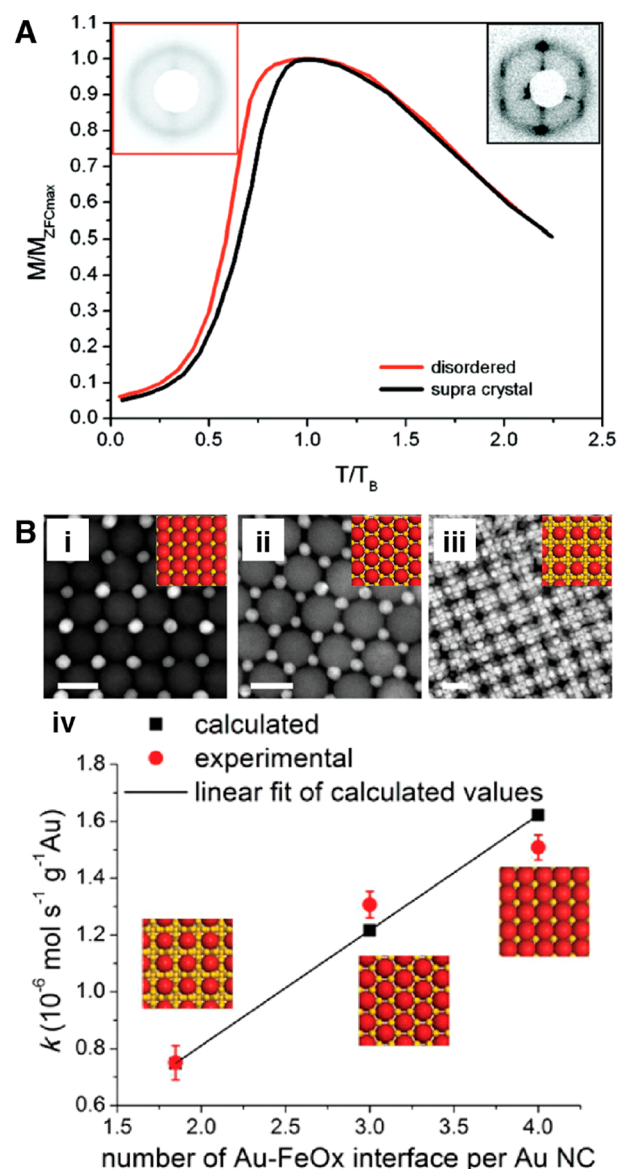 A
M/M_ZFCmax
1.1
1.0
0.9
0.8
0.7
0.6
0.5
0.4
0.3
0.2
0.1
0.0
disordered
supra crystal
0.0 0.5 1.0 1.5 2.0 2.5
T/T_B
B
i
ii
iii
iv
calculated
experimental
linear fit of calculated values
k (10⁻⁶ mol s⁻¹ g⁻¹Au)
1.8
1.6
1.4
1.2
1.0
0.8
0.6
1.5 2.0 2.5 3.0 3.5 4.0
number of Au-FeOx interface per Au NC